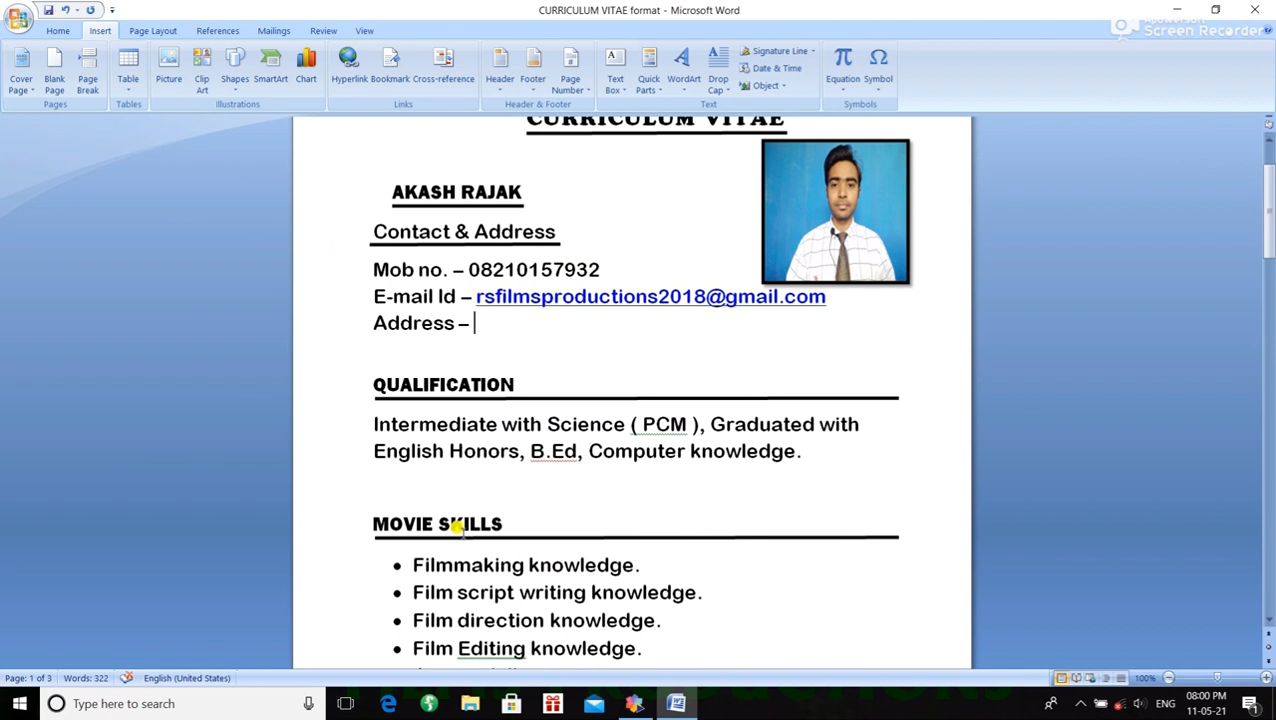 CURRICULUM VITAE format - Microsoft Word
Apowersoft
Screen Recorder
Home Insert Page Layout References Mailings Review View
Cover Page Blank Page Page Break Table Picture Clip Art Shapes SmartArt Chart Hyperlink Bookmark Cross-reference Header Footer Page Number Text Box Quick Parts WordArt Drop Cap Signature Line Date & Time Object Equation Symbol
Pages Tables Illustrations Links Header & Footer Text Symbols
CURRICULUM VITAE
AKASH RAJAK
Contact & Address
Mob no. – 08210157932
E-mail Id – rsfilmsproductions2018@gmail.com
Address –
QUALIFICATION
Intermediate with Science ( PCM ), Graduated with
English Honors, B.Ed, Computer knowledge.
MOVIE SKILLS
• Filmmaking knowledge.
• Film script writing knowledge.
• Film direction knowledge.
• Film Editing knowledge.
Page: 1 of 3 Words: 322 English (United States) 100%
Type here to search
ENG
08:00 PM
11-05-21